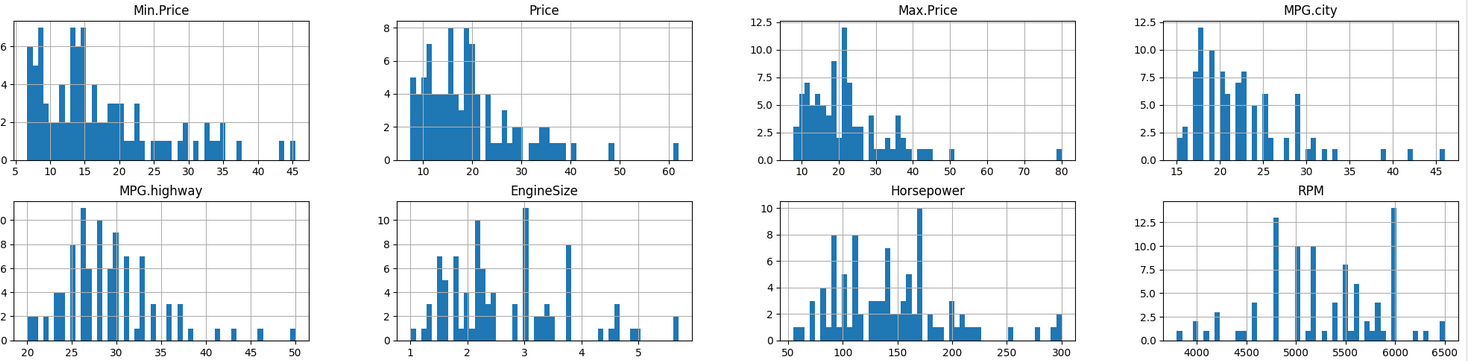 Min.Price Price Max.Price MPG.city
6 8 12.5 12.5
4 6 10.0 10.0
2 4 7.5 7.5
0 2 5.0 5.0
0 2.5 2.5
0.0 0.0
5 10 15 20 25 30 35 40 45 10 20 30 40 50 60 10 20 30 40 50 60 70 80 15 20 25 30 35 40 45
MPG.highway EngineSize Horsepower RPM
0 10 10 12.5
8 8 8 10.0
6 6 6 7.5
4 4 4 5.0
2 2 2 2.5
0 0 0 0.0
20 25 30 35 40 45 50 1 2 3 4 5 50 100 150 200 250 300 4000 4500 5000 5500 6000 6500